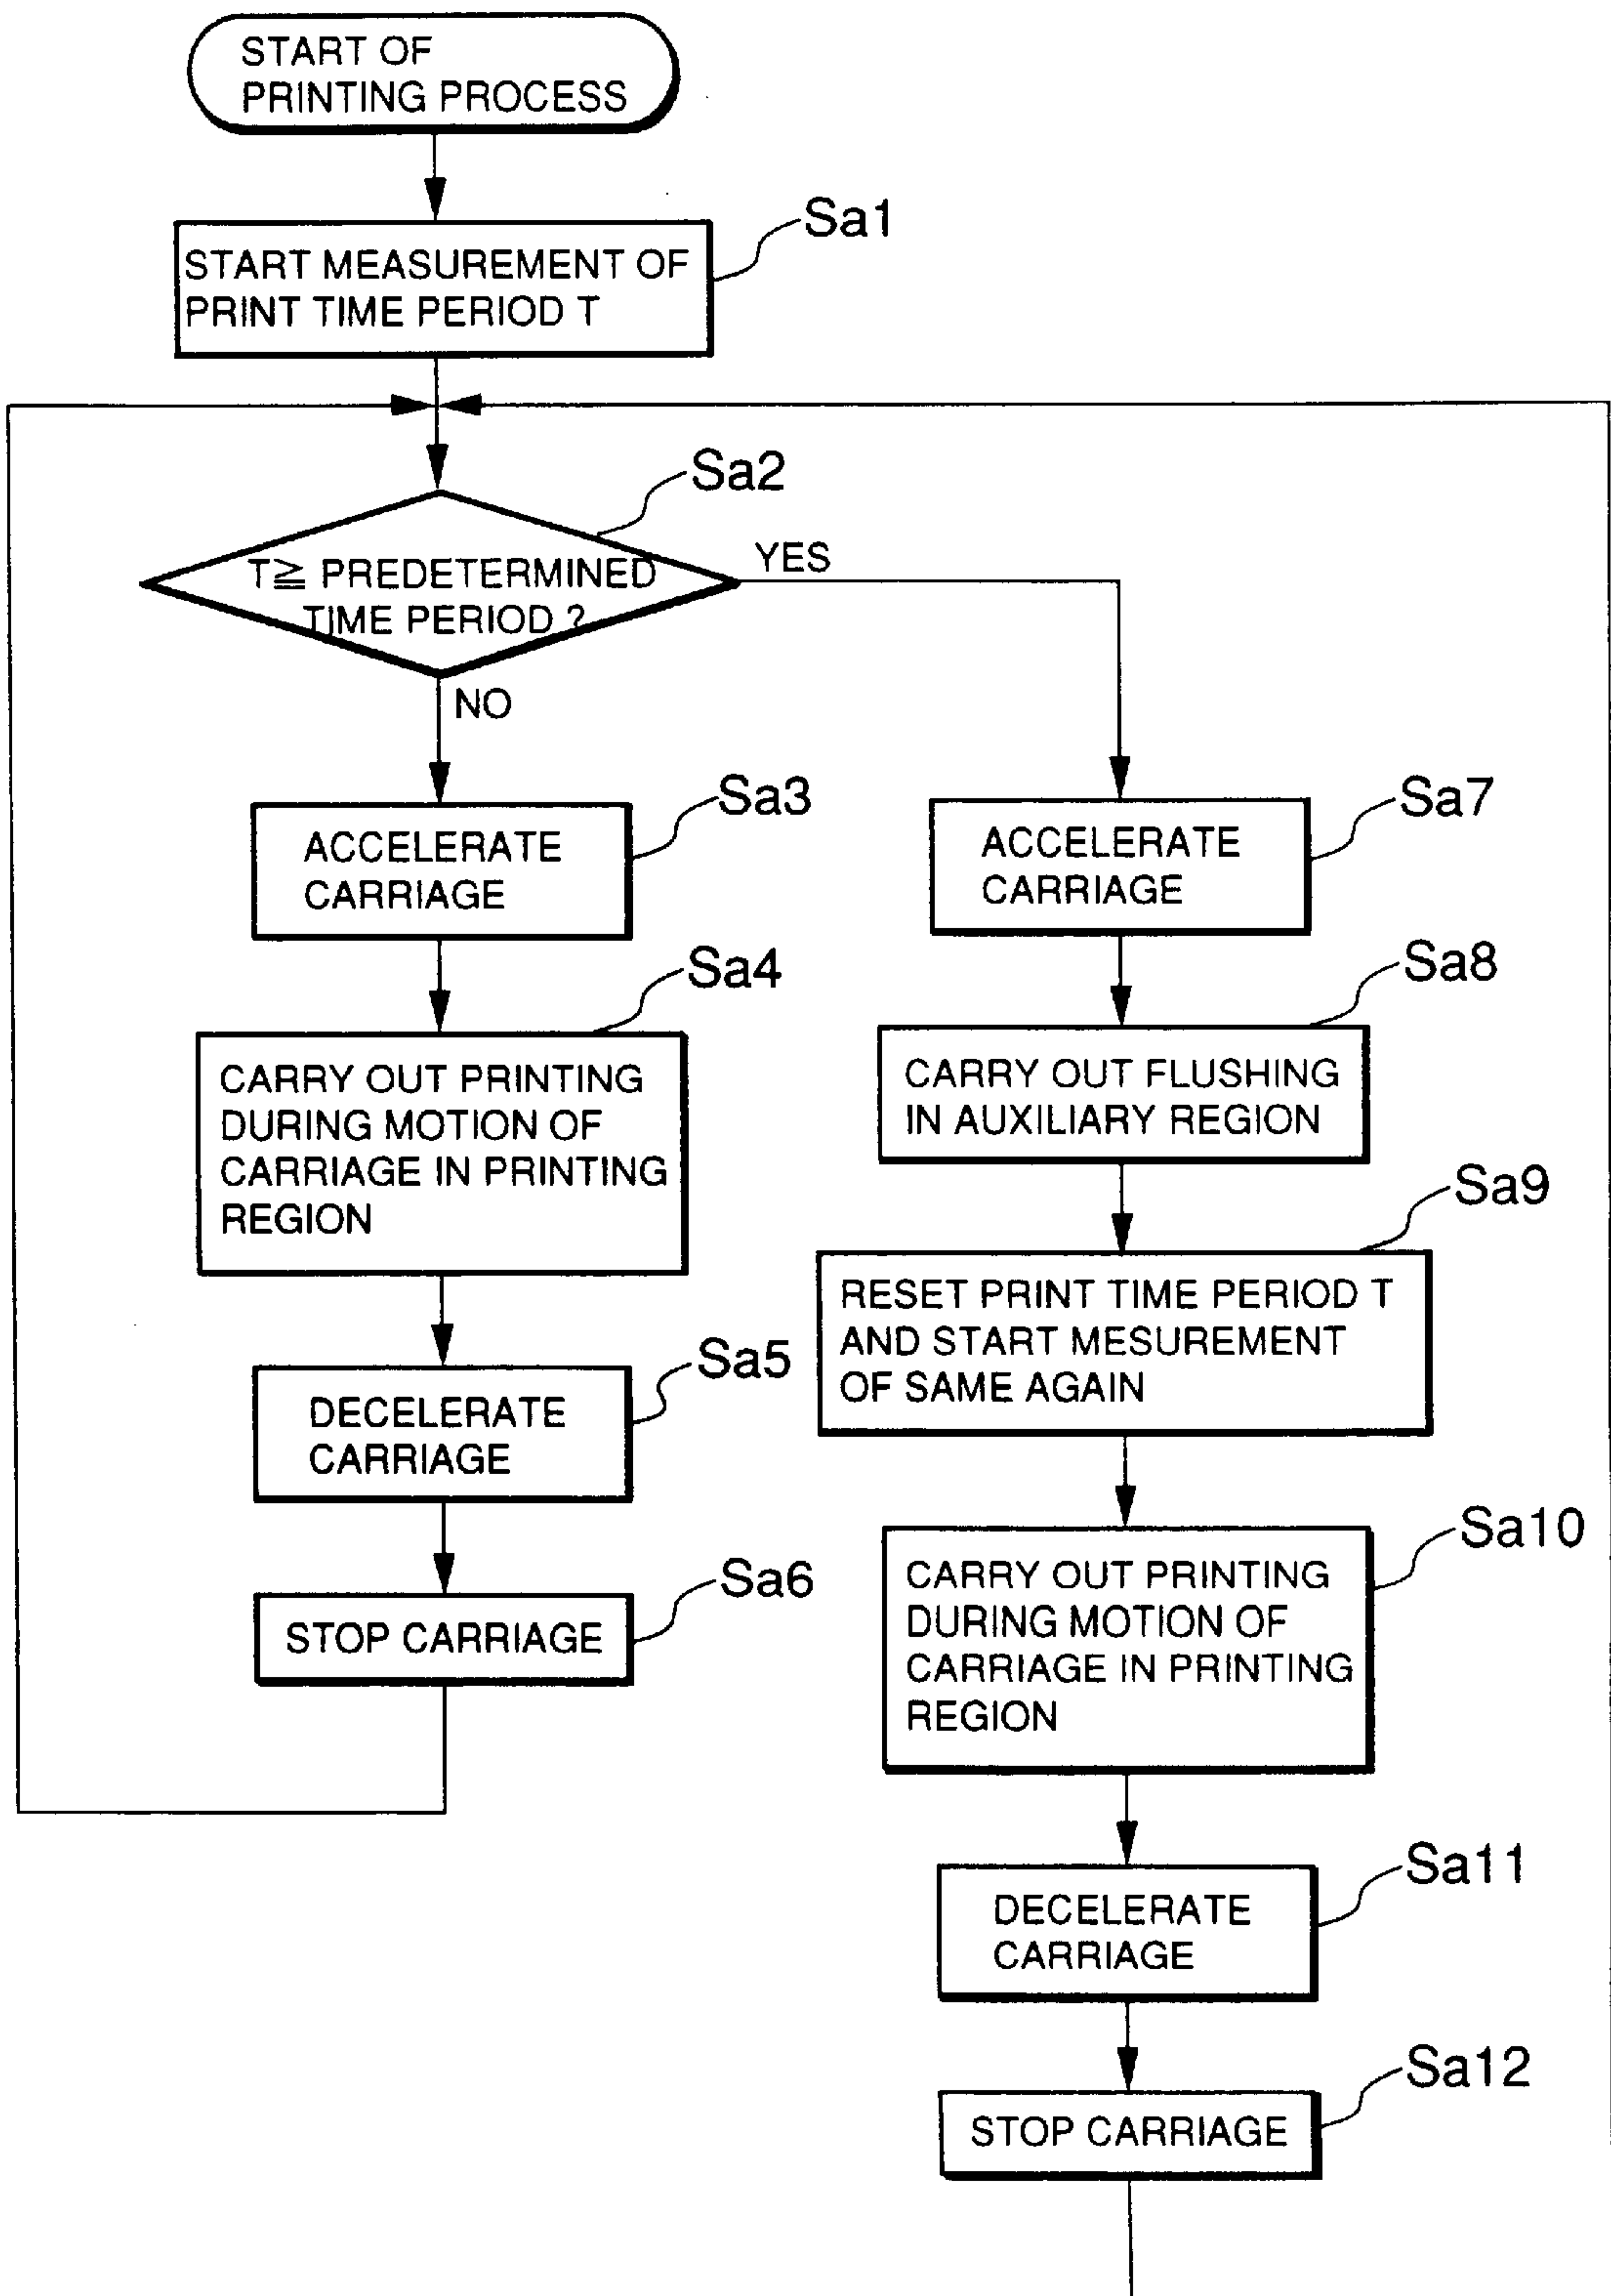 START OF
PRINTING PROCESS
Sa1
START MEASUREMENT OF
PRINT TIME PERIOD T
Sa2
T≧ PREDETERMINED
TIME PERIOD ?
YES
NO
Sa3
ACCELERATE
CARRIAGE
Sa4
CARRY OUT PRINTING
DURING MOTION OF
CARRIAGE IN PRINTING
REGION
Sa5
DECELERATE
CARRIAGE
Sa6
STOP CARRIAGE
Sa7
ACCELERATE
CARRIAGE
Sa8
CARRY OUT FLUSHING
IN AUXILIARY REGION
Sa9
RESET PRINT TIME PERIOD T
AND START MESUREMENT
OF SAME AGAIN
Sa10
CARRY OUT PRINTING
DURING MOTION OF
CARRIAGE IN PRINTING
REGION
Sa11
DECELERATE
CARRIAGE
Sa12
STOP CARRIAGE